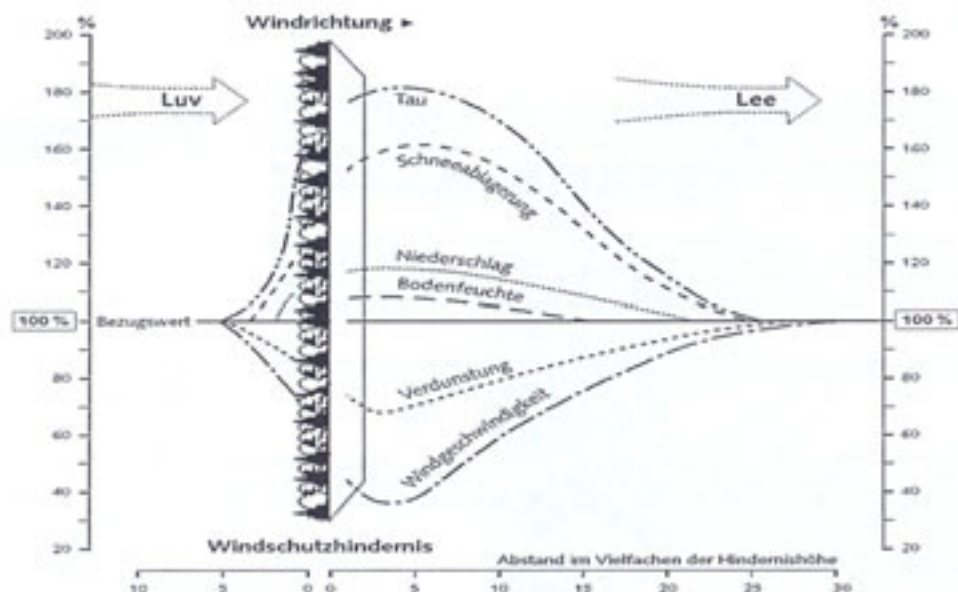 Windrichtung ►
% %
200 200
Luv Lee
180 180
Tau
160 160
Schneeablagerung
140 140
120 120
Niederschlag
Bodenfeuchte
100 % Bezugswert 100 %
80 80
Verdunstung
Windgeschwindigkeit
60 60
40 40
20 20
Windschutzhindernis
Abstand im Vielfachen der Hindernishöhe
10 5 0 0 5 10 15 20 25 30